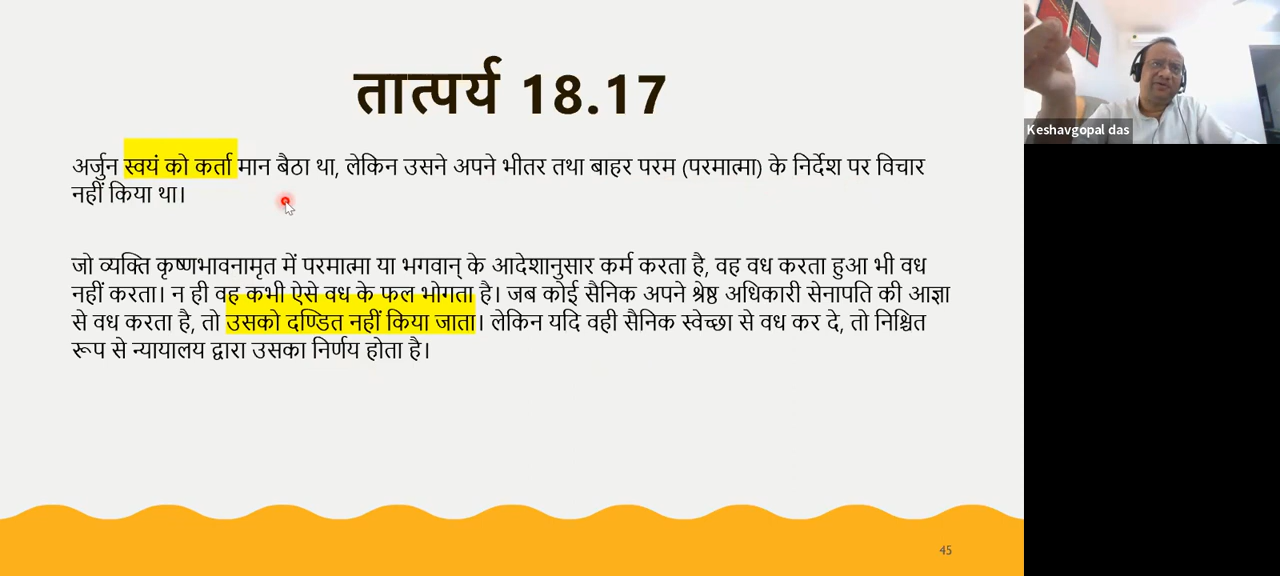 तात्पर्य 18.17
अर्जुन स्वयं को कर्ता मान बैठा था, लेकिन उसने अपने भीतर तथा बाहर परम (परमात्मा) के निर्देश पर विचार
नहीं किया था।
जो व्यक्ति कृष्णभावनामृत में परमात्मा या भगवान् के आदेशानुसार कर्म करता है, वह वध करता हुआ भी वध
नहीं करता। न ही वह कभी ऐसे वध के फल भोगता है। जब कोई सैनिक अपने श्रेष्ठ अधिकारी सेनापति की आज्ञा
से वध करता है, तो उसको दण्डित नहीं किया जाता। लेकिन यदि वही सैनिक स्वेच्छा से वध कर दे, तो निश्चित
रूप से न्यायालय द्वारा उसका निर्णय होता है।
45
Keshavgopal das